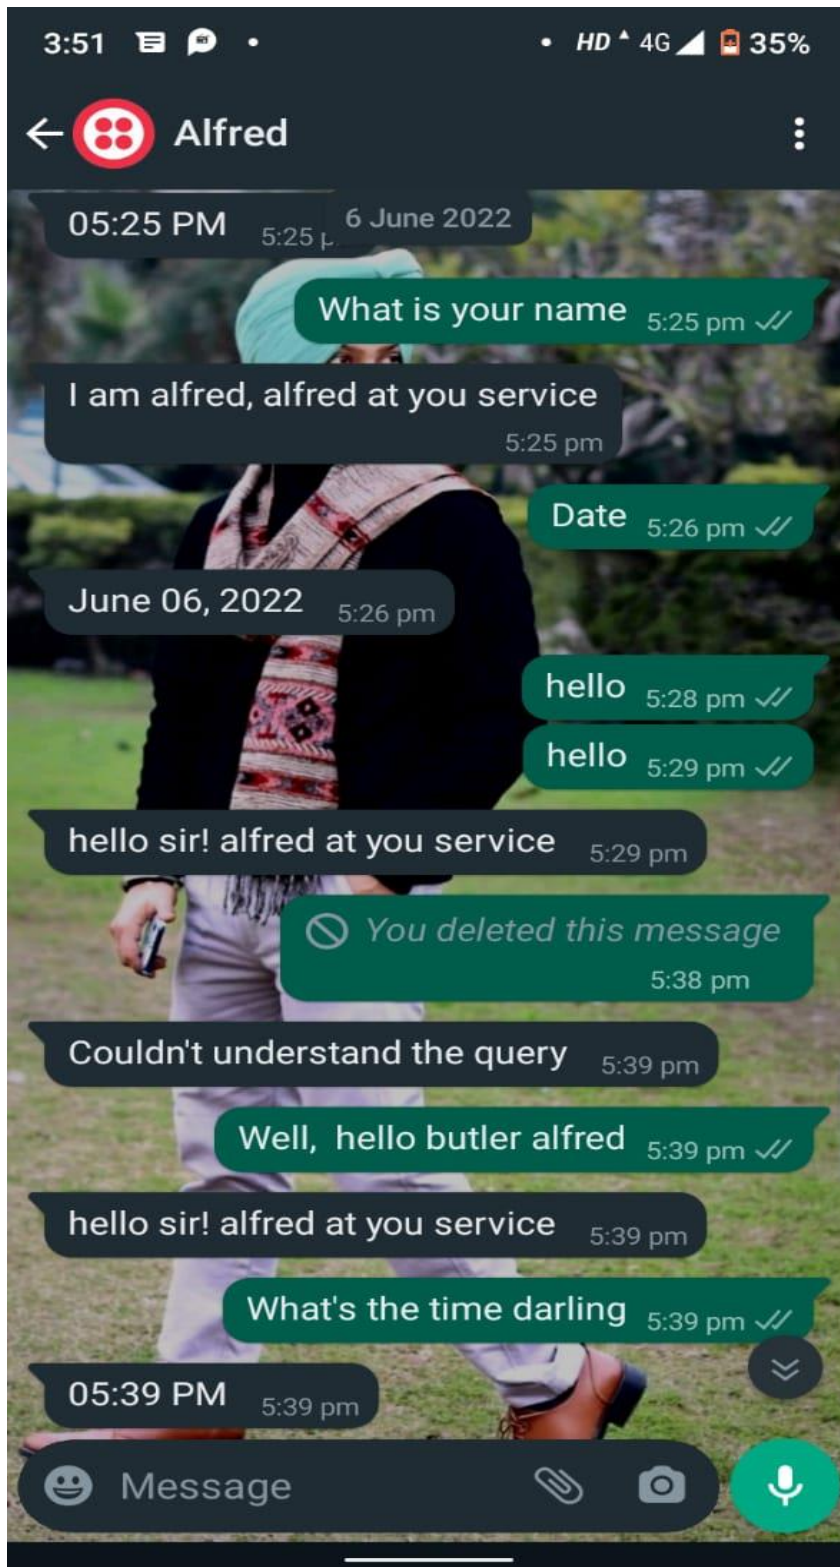 3:51 HD 4G 35%
Alfred
05:25 PM 5:25 p
6 June 2022
What is your name 5:25 pm
I am alfred, alfred at you service
5:25 pm
Date 5:26 pm
June 06, 2022 5:26 pm
hello 5:28 pm
hello 5:29 pm
hello sir! alfred at you service 5:29 pm
You deleted this message
5:38 pm
Couldn't understand the query 5:39 pm
Well, hello butler alfred 5:39 pm
hello sir! alfred at you service 5:39 pm
What's the time darling 5:39 pm
05:39 PM 5:39 pm
Message